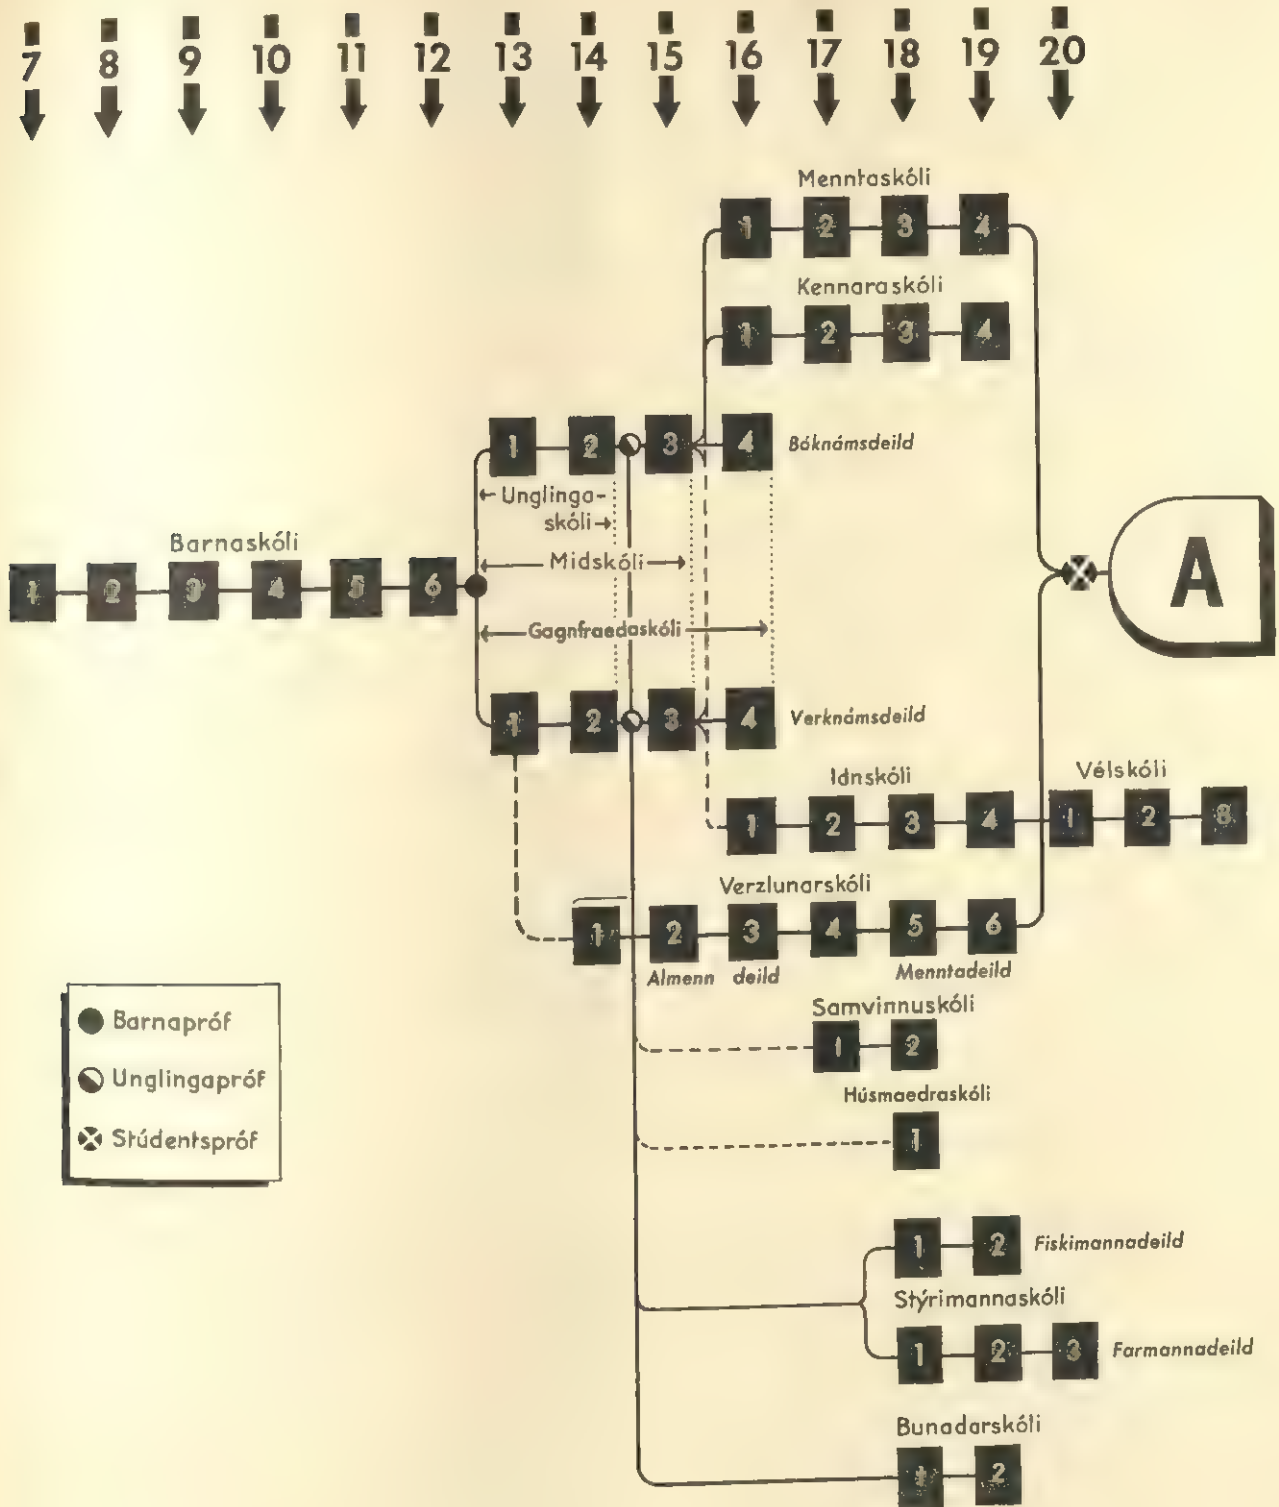 7 8 9 10 11 12 13 14 15 16 17 18 19 20
Menntaskóli
1 2 3 4
Kennaraskóli
1 2 3 4
1 2 3 4 Bóknámsdeild
Unglinga-
skóli
Barnaskóli
Midskóli
1 2 3 4 5 6
A
Gagnfraedaskóli
1 2 3 4 Verknámsdeild
Idnskóli Vélskóli
1 2 3 4 1 2 3
Verzlunarskóli
1 2 3 4 5 6
Almenn deild Menntadeild
Samvinnuskóli
1 2
Húsmaedraskóli
1
Barnapróf
Unglingapróf
Stúdentspróf
1 2 Fiskimannadeild
Stýrimannaskóli
1 2 3 Farmannadeild
Bunadarskóli
1 2